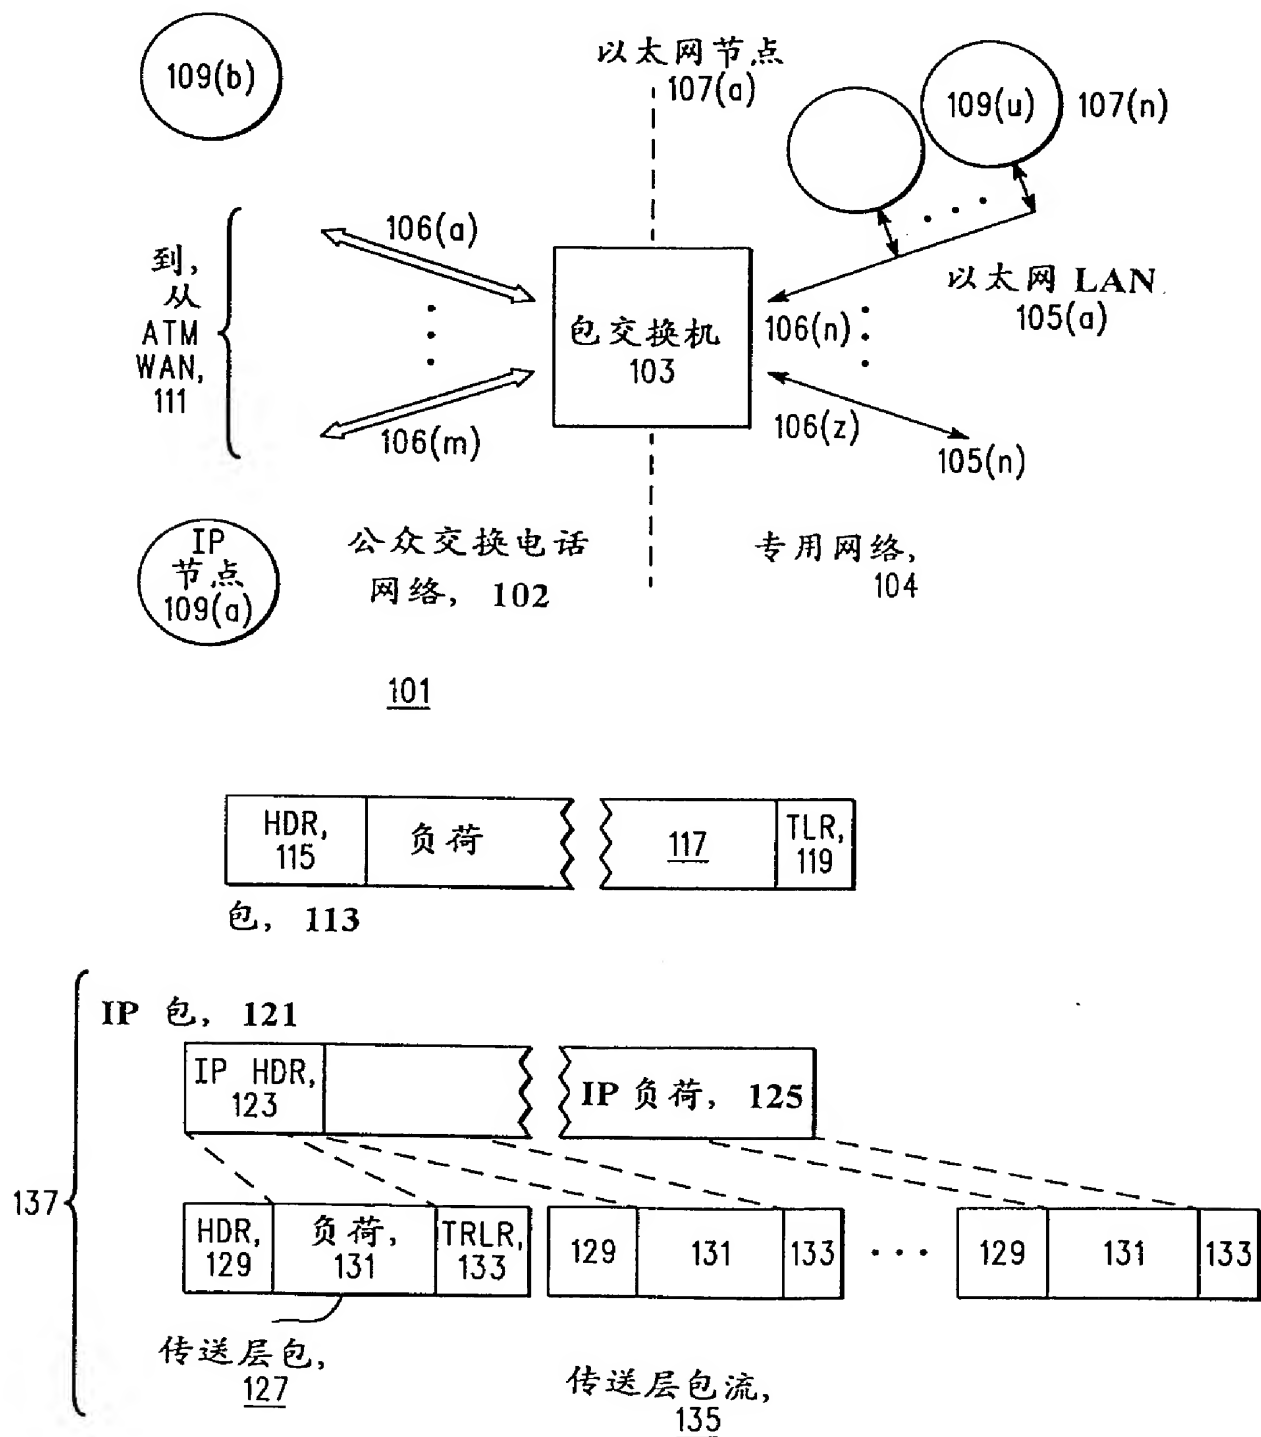 109(b)
以太网节点
107(a)
109(u)
107(n)
到,
从
ATM
WAN,
111
106(a)
106(m)
包交换机
103
106(n)
以太网 LAN
105(a)
106(z)
105(n)
IP
节点
109(a)
公众交换电话
网络, 102
专用网络,
104
101
HDR,
115
负荷
117
TLR,
119
包, 113
137
IP 包, 121
IP HDR,
123
IP 负荷, 125
HDR,
129
负荷,
131
TRLR,
133
129
131
133
129
131
133
传送层包,
127
传送层包流,
135